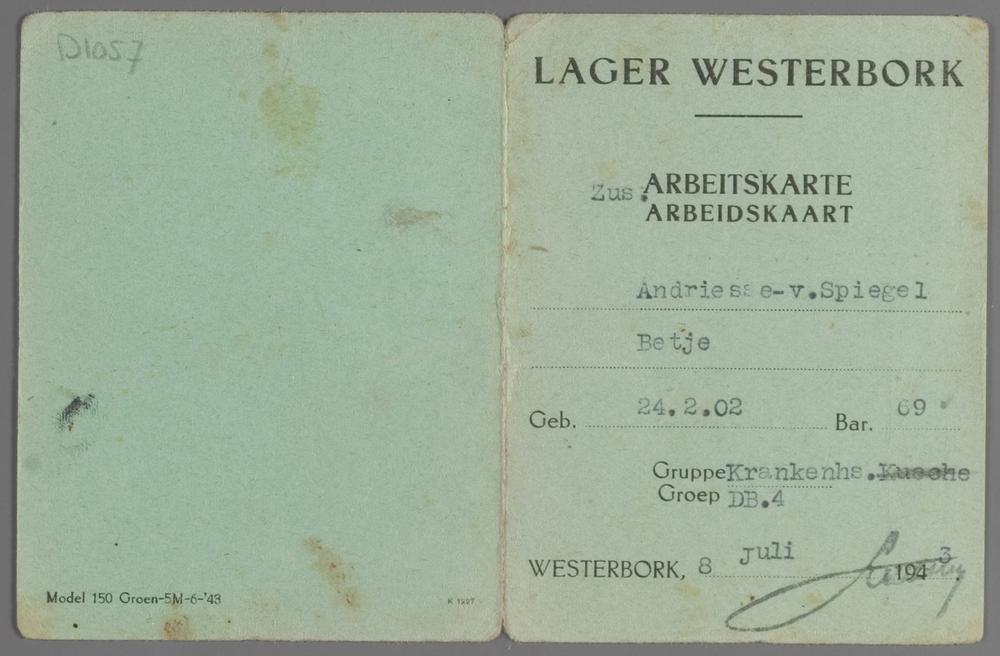 D1057
Model 150 Groen-5M-6-'43
K 1227
LAGER WESTERBORK
Zus. ARBEITSKARTE
ARBEIDSKAART
Andriesse-v.Spiegel
Betje
Geb. 24.2.02 Bar. 69
Gruppe Krankenhs.Kueche
Groep DB.4
WESTERBORK, 8 Juli 1943.